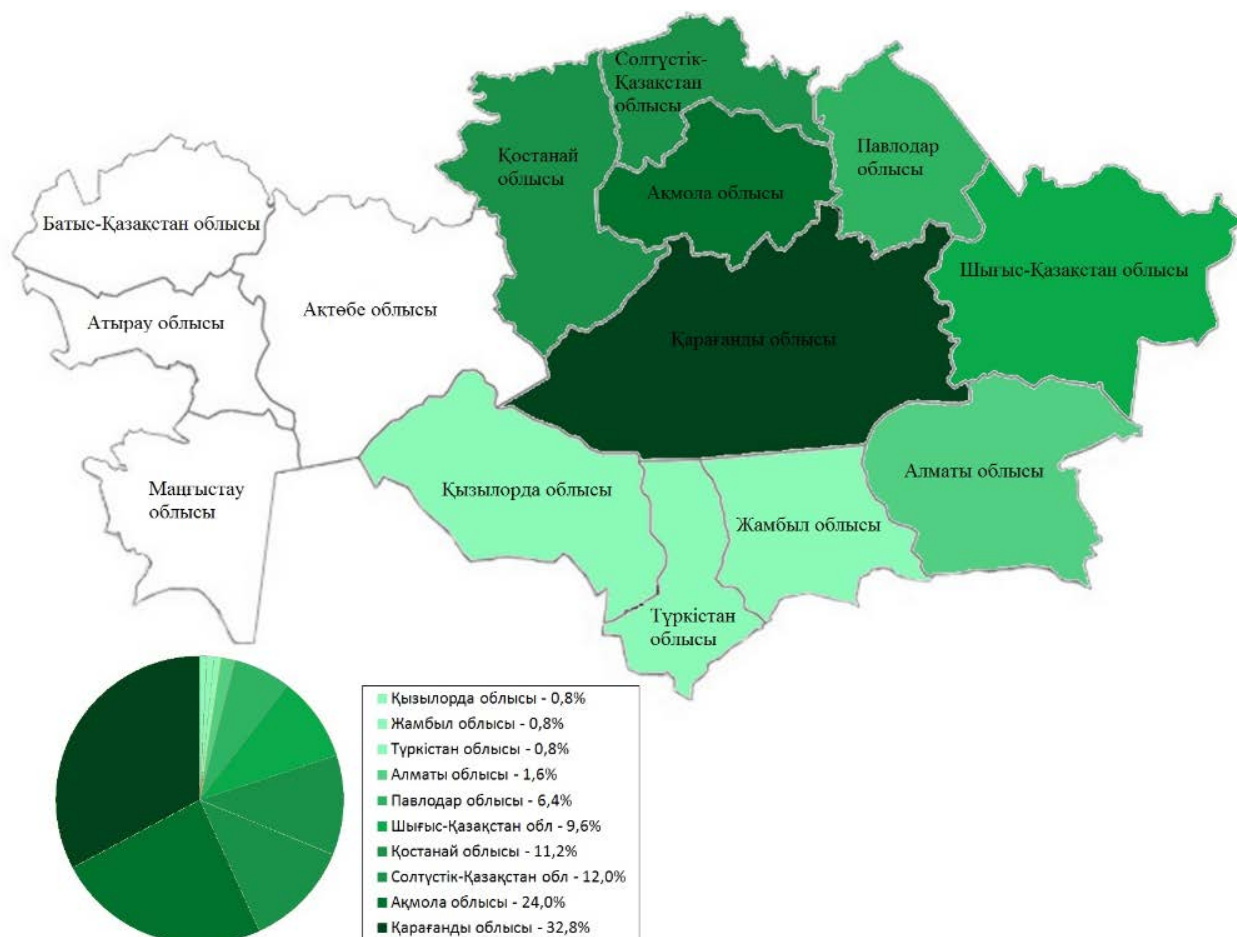 Солтүстік-
Қазақстан
облысы
Қостанай
облысы
Павлодар
облысы
Ақмола облысы
Батыс-Қазақстан облысы
Шығыс-Қазақстан облысы
Ақтөбе облысы
Атырау облысы
Қарағанды облысы
Алматы облысы
Маңғыстау
облысы
Қызылорда облысы
Жамбыл облысы
Түркістан
облысы
Қызылорда облысы - 0,8%
Жамбыл облысы - 0,8%
Түркістан облысы - 0,8%
Алматы облысы - 1,6%
Павлодар облысы - 6,4%
Шығыс-Қазақстан обл - 9,6%
Қостанай облысы - 11,2%
Солтүстік-Қазақстан обл - 12,0%
Ақмола облысы - 24,0%
Қарағанды облысы - 32,8%